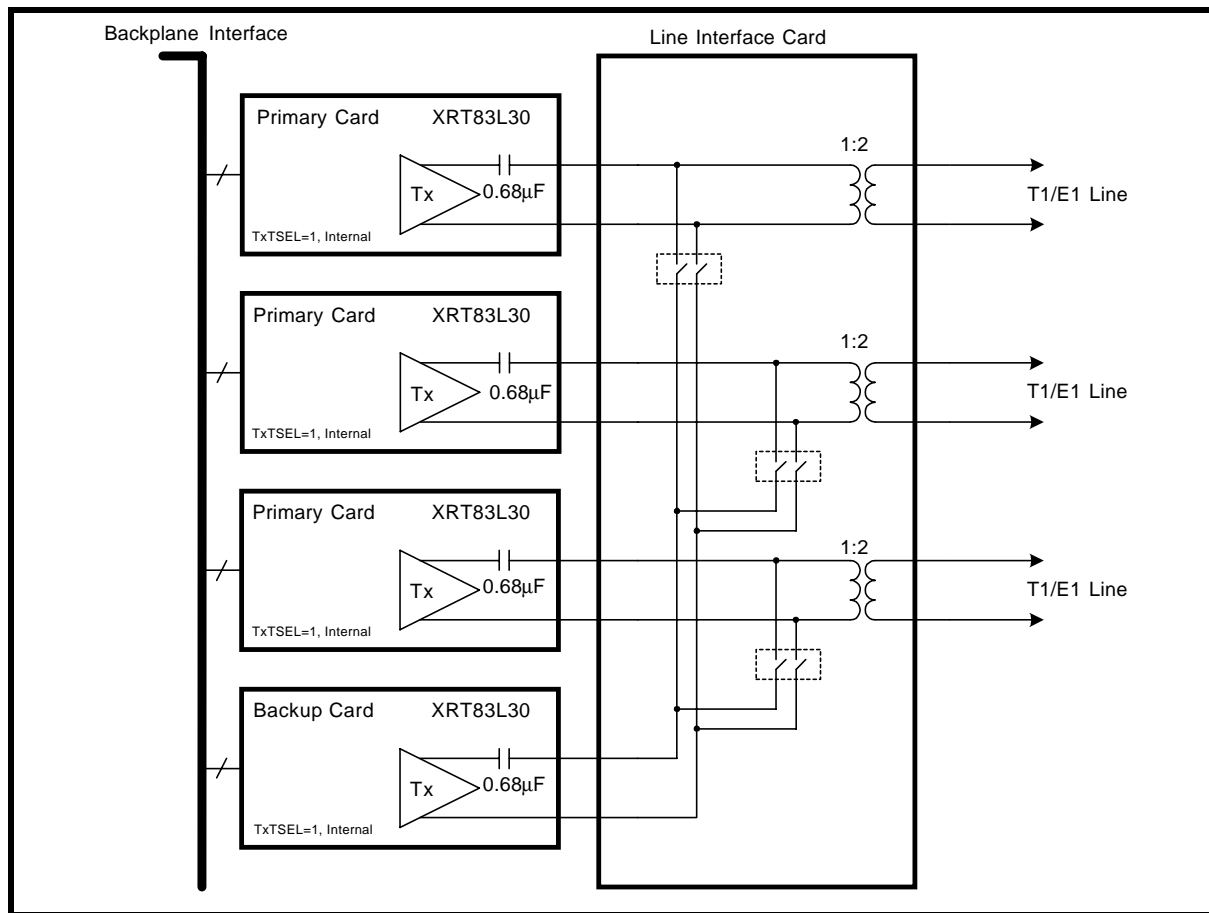 Backplane Interface
Line Interface Card
Primary Card XRT83L30
Tx
0.68µF
TxTSEL=1, Internal
1:2
T1/E1 Line
Primary Card XRT83L30
Tx
0.68µF
TxTSEL=1, Internal
1:2
T1/E1 Line
Primary Card XRT83L30
Tx
0.68µF
TxTSEL=1, Internal
1:2
T1/E1 Line
Backup Card XRT83L30
Tx
0.68µF
TxTSEL=1, Internal